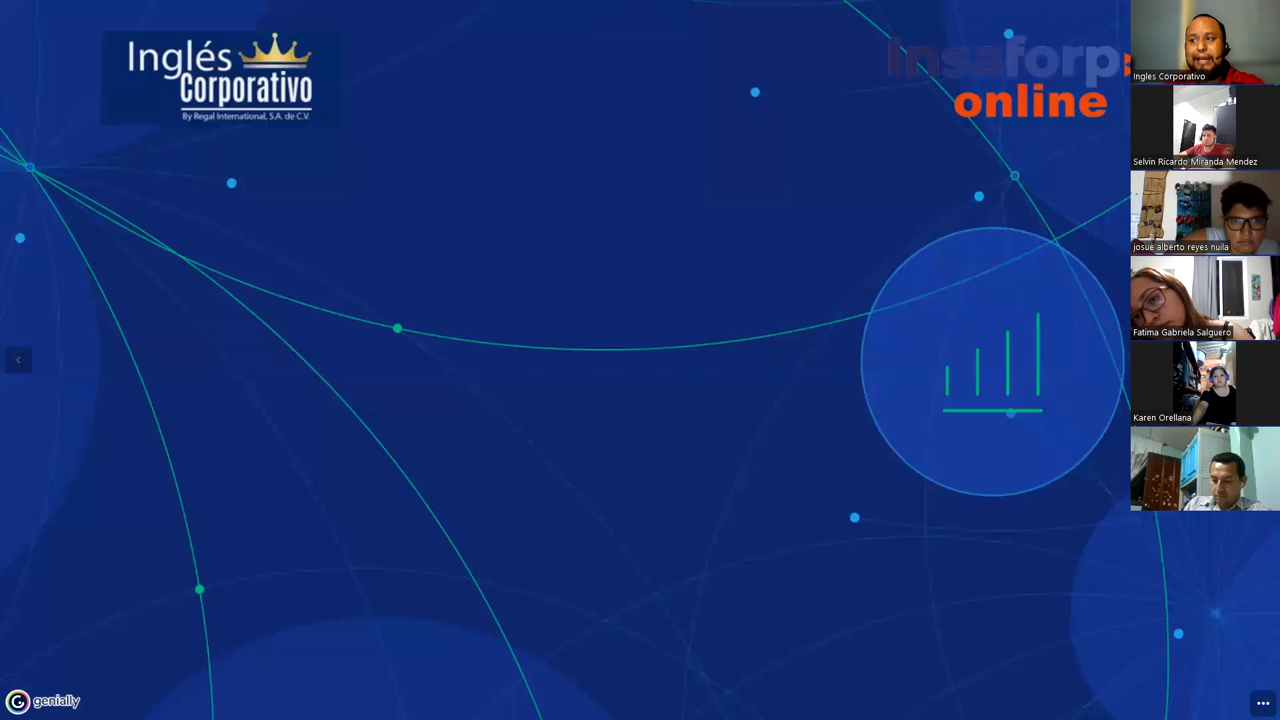 Inglés
Corporativo
By Regal International, S.A. de C.V.
Insaforp
online
Ingles Corporativo
Selvin Ricardo Miranda Mendez
josue alberto reyes nuila
Fatima Gabriela Salguero
Karen Orellana
genially